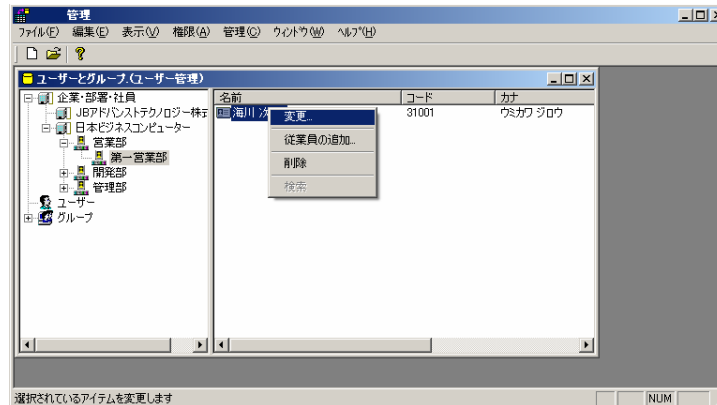 管理
ファイル(F) 編集(E) 表示(V) 権限(A) 管理(C) ウィンドウ(W) ヘルプ(H)
ユーザーとグループ.(ユーザー管理)
企業・部署・社員
JBアドバンストテクノロジー株
日本ビジネスコンピューター
営業部
第一営業部
開発部
管理部
ユーザー
グループ
名前 コード カナ
海川 次 31001 ウミカワ ジロウ
変更...
従業員の追加...
削除
検索
選択されているアイテムを変更します
NUM